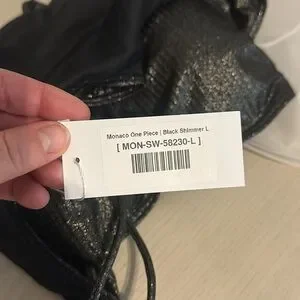 Monaco One Piece | Black Shimmer L
[ MON-SW-58230-L ]